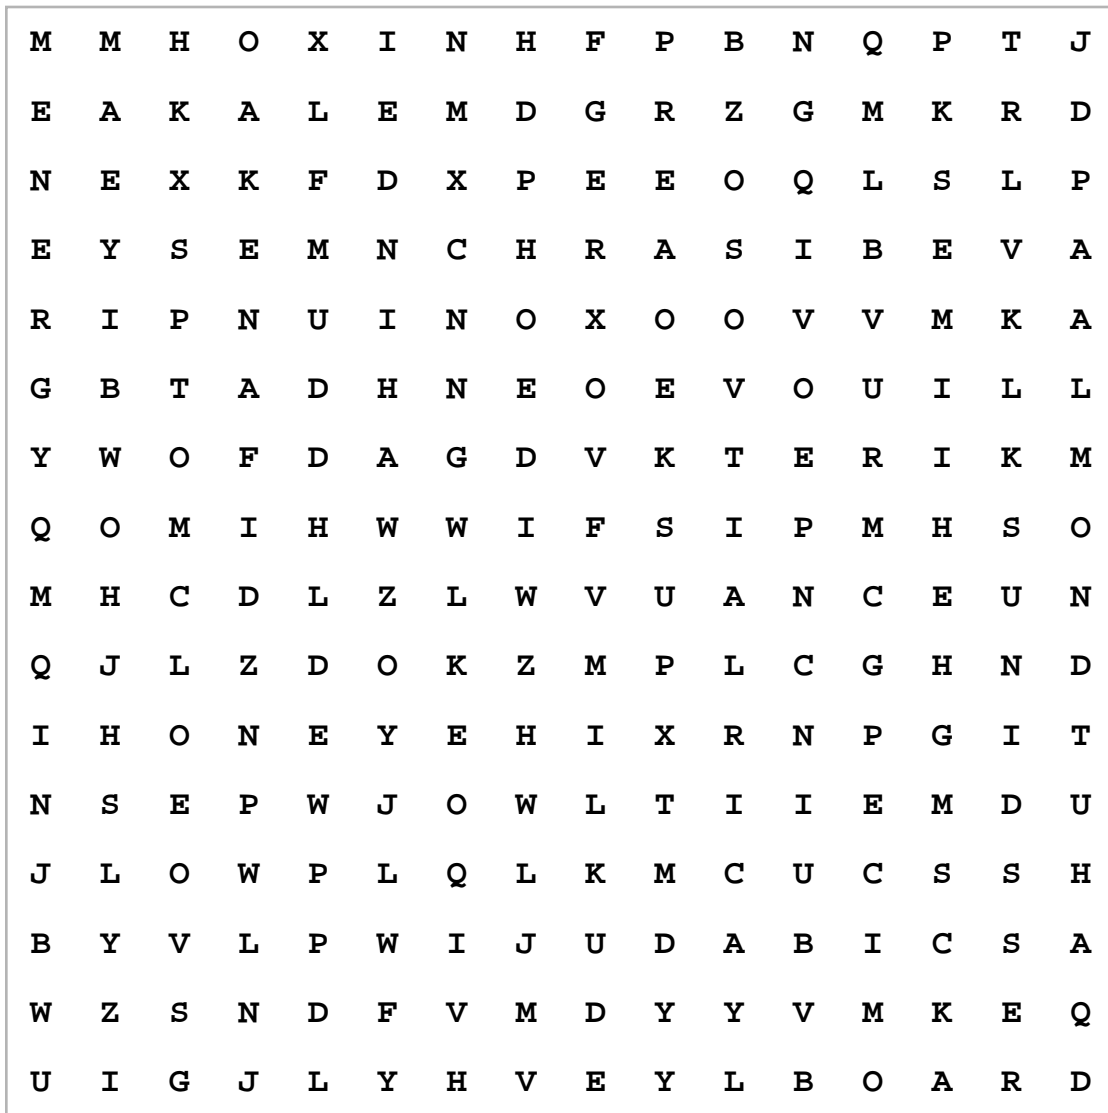 M M H O X I N H F P B N Q P T J
E A K A L E M D G R Z G M K R D
N E X K F D X P E E O Q L S L P
E Y S E M N C H R A S I B E V A
R I P N U I N O X O O V V M K A
G B T A D H N E O E V O U I L L
Y W O F D A G D V K T E R I K M
Q O M I H W W I F S I P M H S O
M H C D L Z L W V U A N C E U N
Q J L Z D O K Z M P L C G H N D
I H O N E Y E H I X R N P G I T
N S E P W J O W L T I I E M D U
J L O W P L Q L K M C U C S S H
B Y V L P W I J U D A B I C S A
W Z S N D F V M D Y Y V M K E Q
U I G J L Y H V E Y L B O A R D